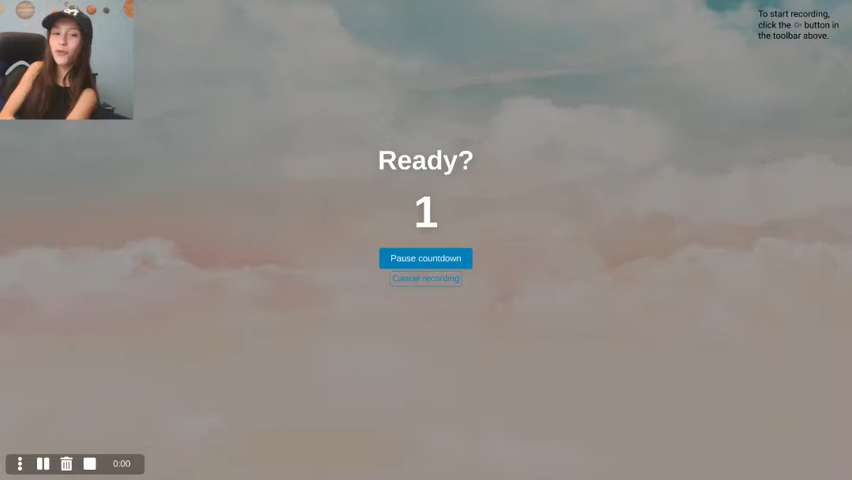 To start recording,
click the button in
the toolbar above.
Ready?
1
Pause countdown
Cancel recording
0:00